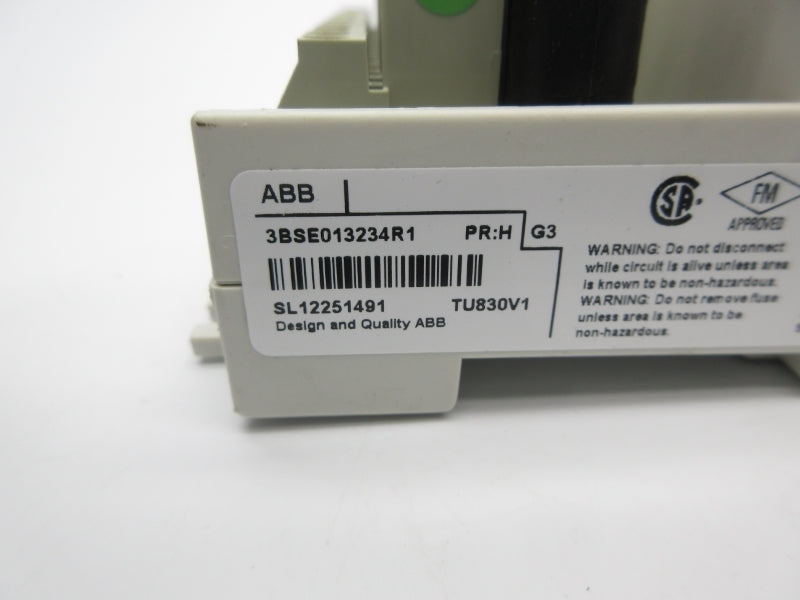 ABB
3BSE013234R1 PR:H G3
SL12251491 TU830V1
Design and Quality ABB
SA
FM
APPROVED
WARNING: Do not disconnect
while circuit is alive unless area
is known to be non-hazardous.
WARNING: Do not remove fuse
unless area is known to be
non-hazardous.